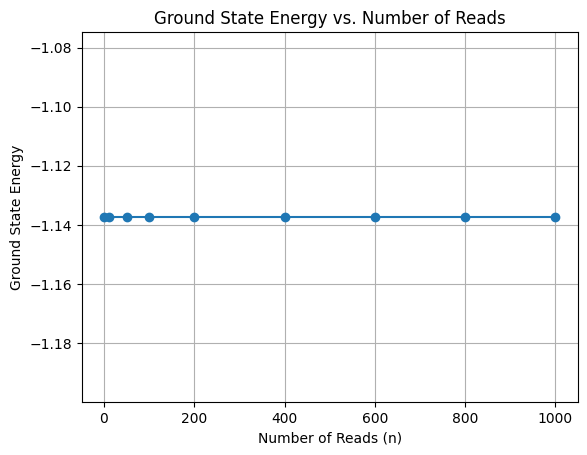 Ground State Energy vs. Number of Reads
Ground State Energy
−1.08
−1.10
−1.12
−1.14
−1.16
−1.18
0 200 400 600 800 1000
Number of Reads (n)